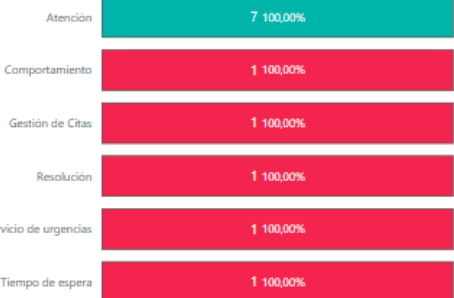 Atención 7 100,00%
Comportamiento 1 100,00%
Gestión de Citas 1 100,00%
Resolución 1 100,00%
vicio de urgencias 1 100,00%
Tiempo de espera 1 100,00%